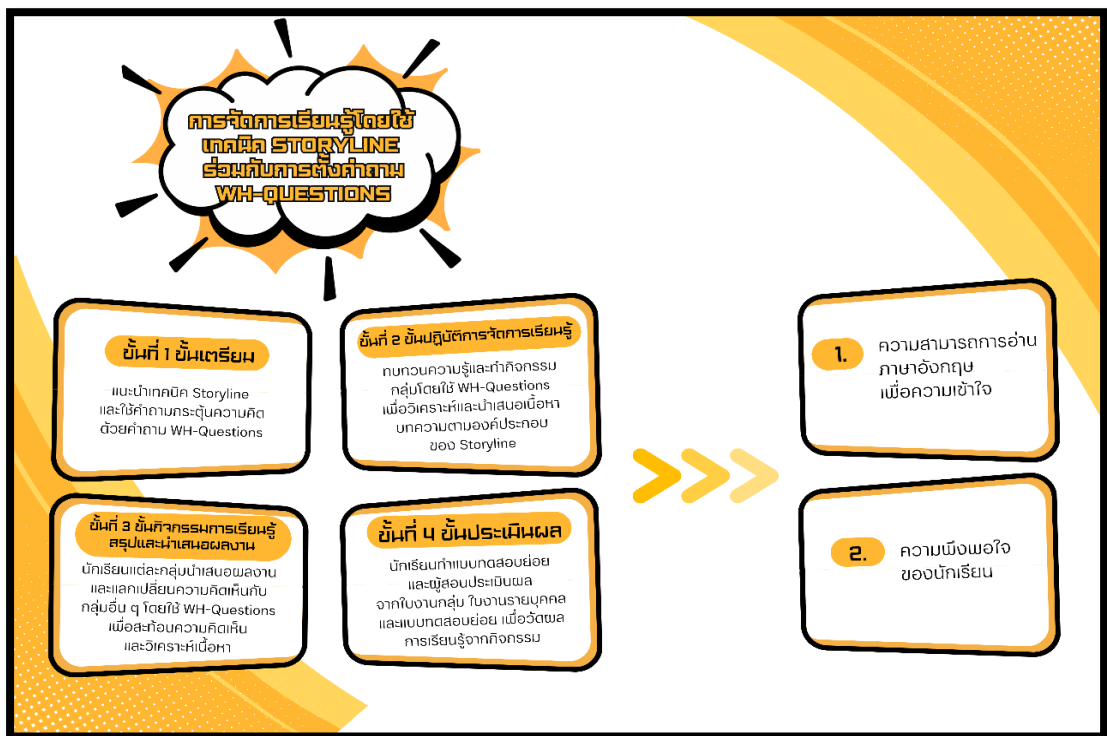 การจัดการเรียนรู้โดยใช้
เทคนิค STORYLINE
ร่วมกับการตั้งคำถาม
WH-QUESTIONS
ขั้นที่ 1 ขั้นเตรียม
แนะนำเทคนิค Storyline
และใช้คำถามกระตุ้นความคิด
ด้วยคำถาม WH-Questions
ขั้นที่ 2 ขั้นปฏิบัติการจัดการเรียนรู้
ทบทวนความรู้และทำกิจกรรม
กลุ่มโดยใช้ WH-Questions
เพื่อวิเคราะห์และนำเสนอเนื้อหา
บทความตามองค์ประกอบ
ของ Storyline
ขั้นที่ 3 ขั้นกิจกรรมการเรียนรู้
สรุปและนำเสนอผลงาน
นักเรียนแต่ละกลุ่มนำเสนอผลงาน
และแลกเปลี่ยนความคิดเห็นกับ
กลุ่มอื่น ๆ โดยใช้ WH-Questions
เพื่อสะท้อนความคิดเห็น
และวิเคราะห์เนื้อหา
ขั้นที่ 4 ขั้นประเมินผล
นักเรียนทำแบบทดสอบย่อย
และผู้สอนประเมินผล
จากใบงานกลุ่ม ใบงานรายบุคคล
และแบบทดสอบย่อย เพื่อวัดผล
การเรียนรู้จากกิจกรรม
1. ความสามารถการอ่าน
ภาษาอังกฤษ
เพื่อความเข้าใจ
2. ความพึงพอใจ
ของนักเรียน